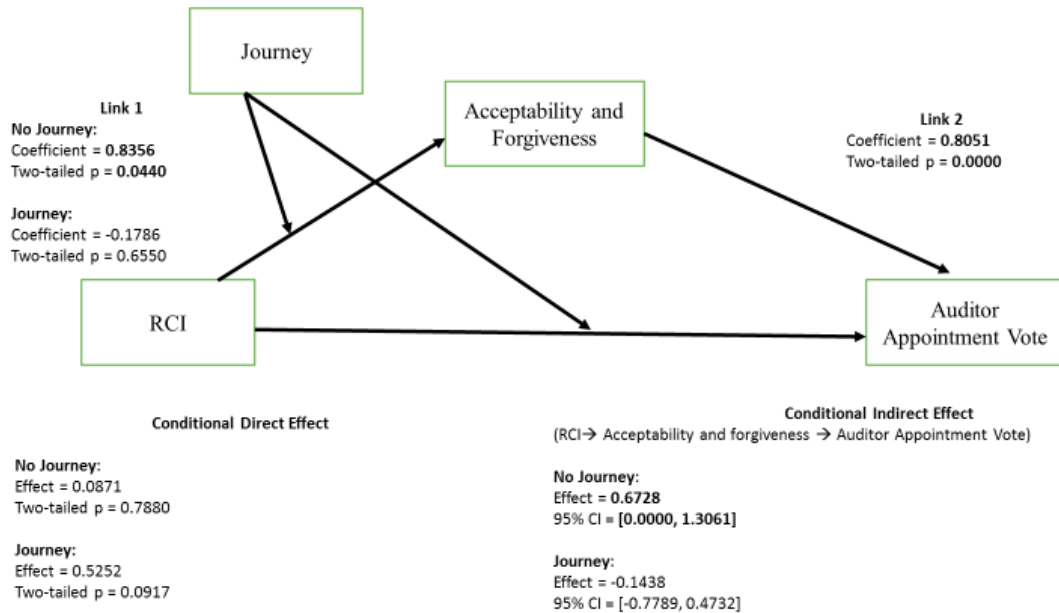 Journey
Link 1
No Journey:
Coefficient = 0.8356
Two-tailed p = 0.0440
Journey:
Coefficient = -0.1786
Two-tailed p = 0.6550
Acceptability and
Forgiveness
Link 2
Coefficient = 0.8051
Two-tailed p = 0.0000
RCI
Auditor
Appointment Vote
Conditional Direct Effect
No Journey:
Effect = 0.0871
Two-tailed p = 0.7880
Journey:
Effect = 0.5252
Two-tailed p = 0.0917
Conditional Indirect Effect
(RCI→ Acceptability and forgiveness → Auditor Appointment Vote)
No Journey:
Effect = 0.6728
95% CI = [0.0000, 1.3061]
Journey:
Effect = -0.1438
95% CI = [-0.7789, 0.4732]